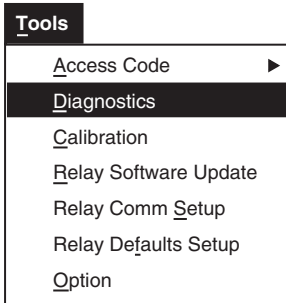 Tools
Access Code
Diagnostics
Calibration
Relay Software Update
Relay Comm Setup
Relay Defaults Setup
Option